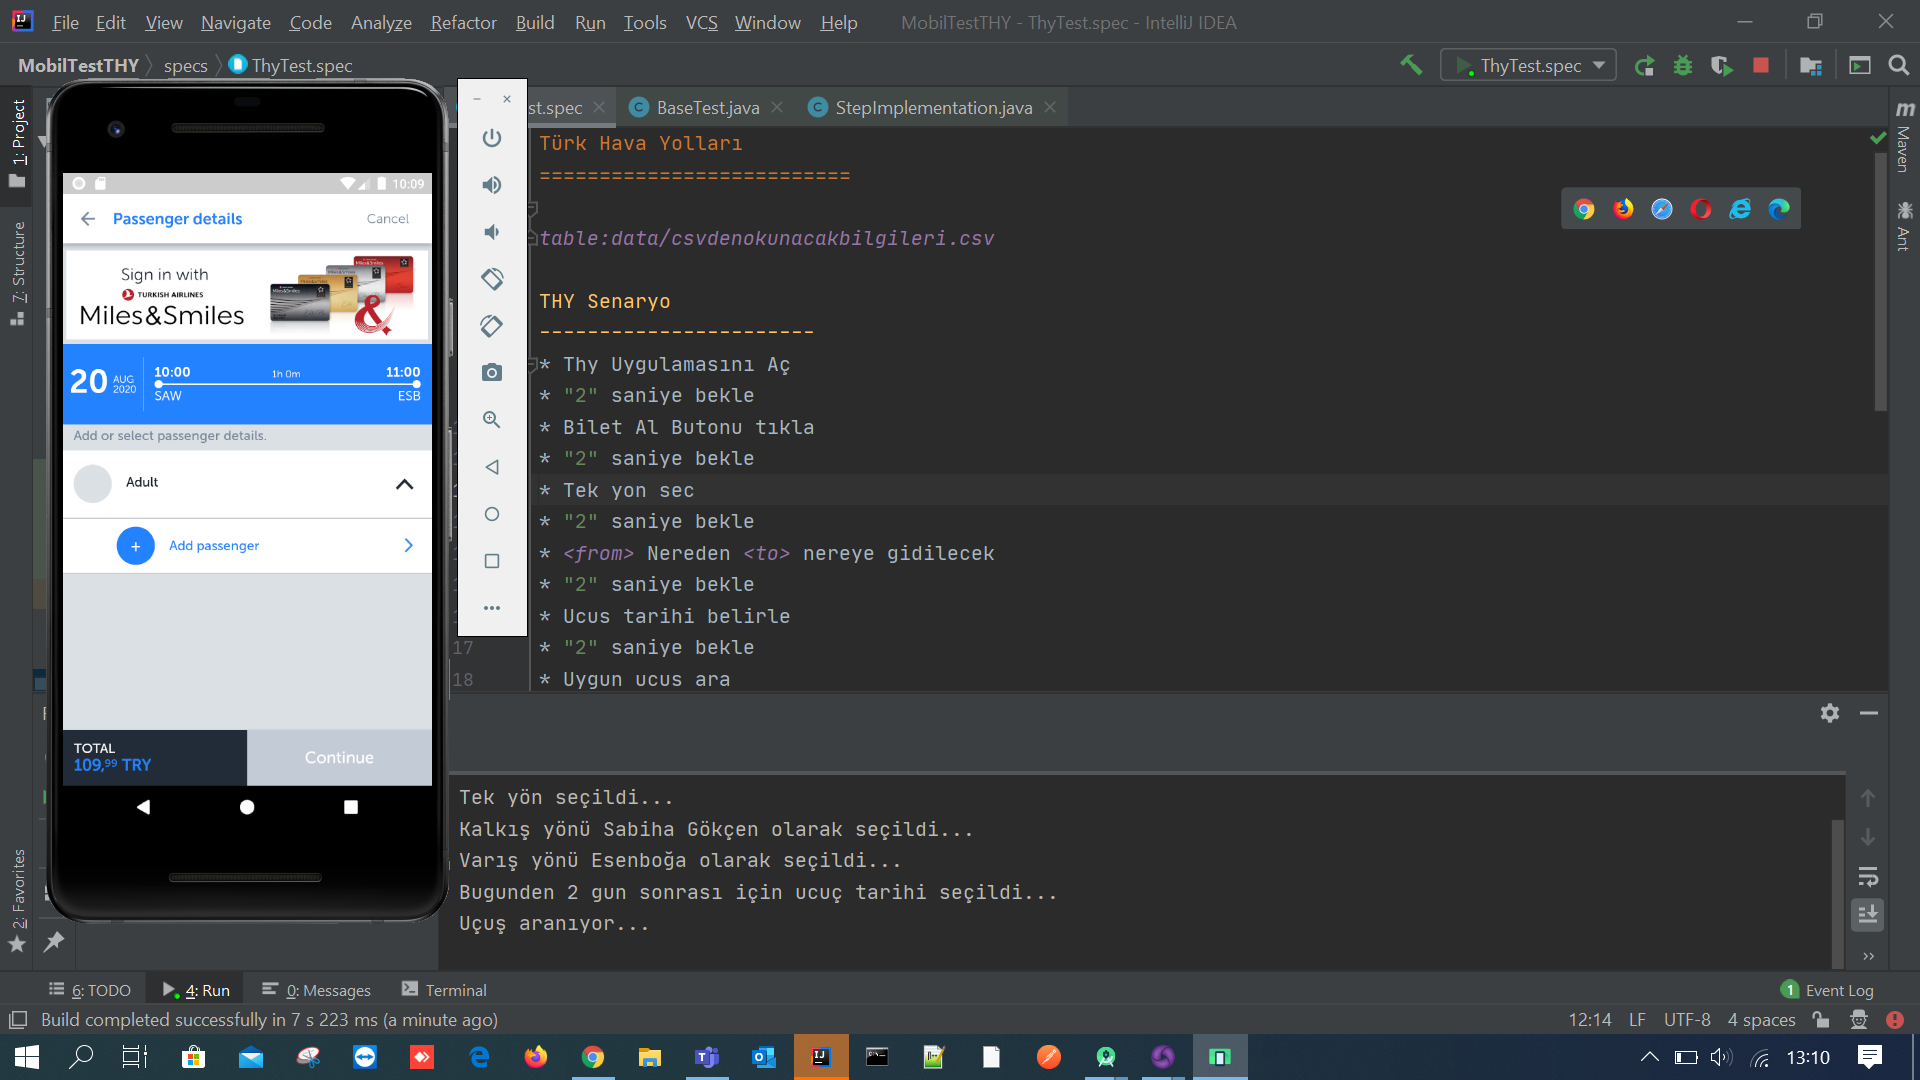 File Edit View Navigate Code Analyze Refactor Build Run Tools VCS Window Help MobilTestTHY - ThyTest.spec - IntelliJ IDEA
MobilTestTHY specs ThyTest.spec
ThyTest.spec
st.spec BaseTest.java StepImplementation.java
1: Project
7: Structure
2: Favorites
Maven
Ant
10:09
Passenger details Cancel
Sign in with
TURKISH AIRLINES
Miles&Smiles
20 AUG 2020
10:00 1h 0m 11:00
SAW ESB
Add or select passenger details.
Adult
+ Add passenger
TOTAL
109,99 TRY
Continue
Türk Hava Yolları
==========================
table:data/csvdenokunacakbilgileri.csv
THY Senaryo
-----------------------
* Thy Uygulamasını Aç
* "2" saniye bekle
* Bilet Al Butonu tıkla
* "2" saniye bekle
* Tek yon sec
* "2" saniye bekle
* <from> Nereden <to> nereye gidilecek
* "2" saniye bekle
* Ucus tarihi belirle
17 * "2" saniye bekle
18 * Uygun ucus ara
Tek yön seçildi...
Kalkış yönü Sabiha Gökçen olarak seçildi...
Varış yönü Esenboğa olarak seçildi...
Bugunden 2 gun sonrası için ucuç tarihi seçildi...
Uçuş aranıyor...
6: TODO 4: Run 0: Messages Terminal 1 Event Log
Build completed successfully in 7 s 223 ms (a minute ago) 12:14 LF UTF-8 4 spaces
13:10